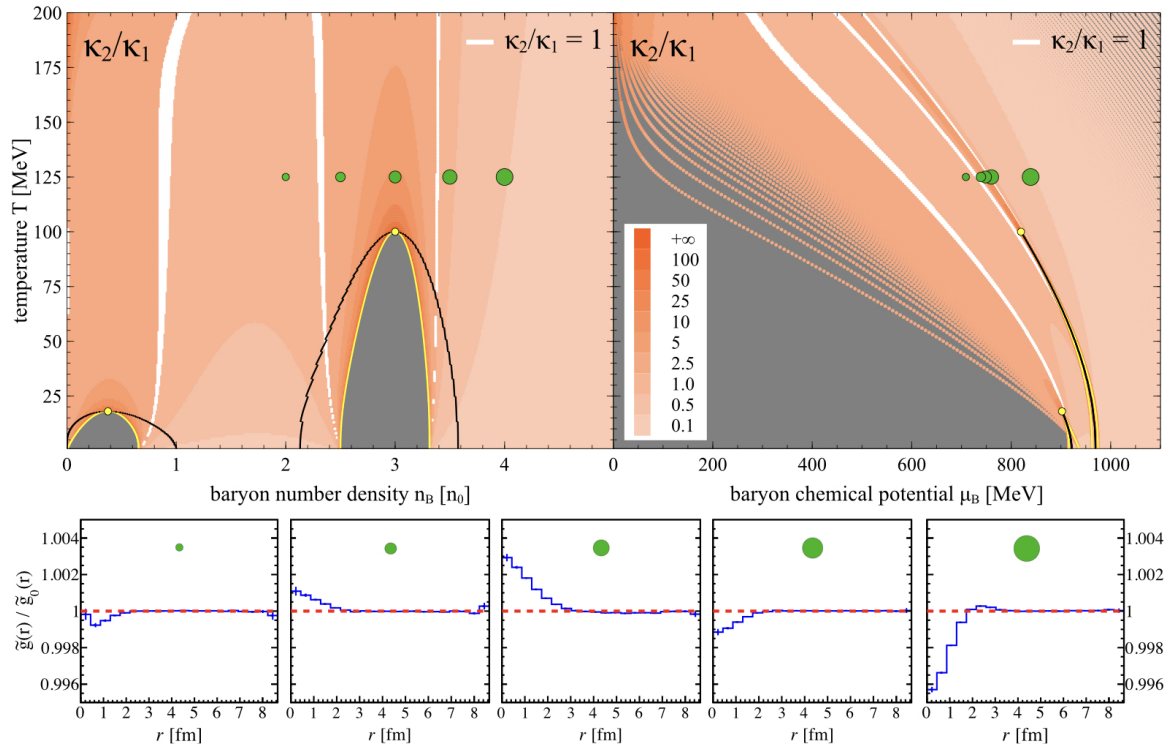 κ₂/κ₁
κ₂/κ₁ = 1
κ₂/κ₁
κ₂/κ₁ = 1
temperature T [MeV]
200
175
150
125
100
75
50
25
+∞
100
50
25
10
5
2.5
1.0
0.5
0.1
0 1 2 3 4
0 200 400 600 800 1000
baryon number density n_B [n₀]
baryon chemical potential μ_B [MeV]
g̃(r) / g̃₀(r)
1.004
1.002
1
0.998
0.996
1.004
1.002
1
0.998
0.996
0 1 2 3 4 5 6 7 8
0 1 2 3 4 5 6 7 8
0 1 2 3 4 5 6 7 8
0 1 2 3 4 5 6 7 8
0 1 2 3 4 5 6 7 8
r [fm]
r [fm]
r [fm]
r [fm]
r [fm]